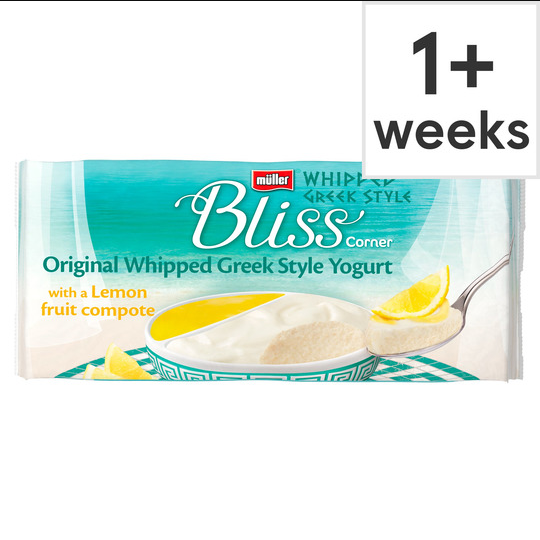 1+
weeks
müller
WHIPPED
GREEK STYLE
Bliss
Corner
Original Whipped Greek Style Yogurt
with a Lemon
fruit compote